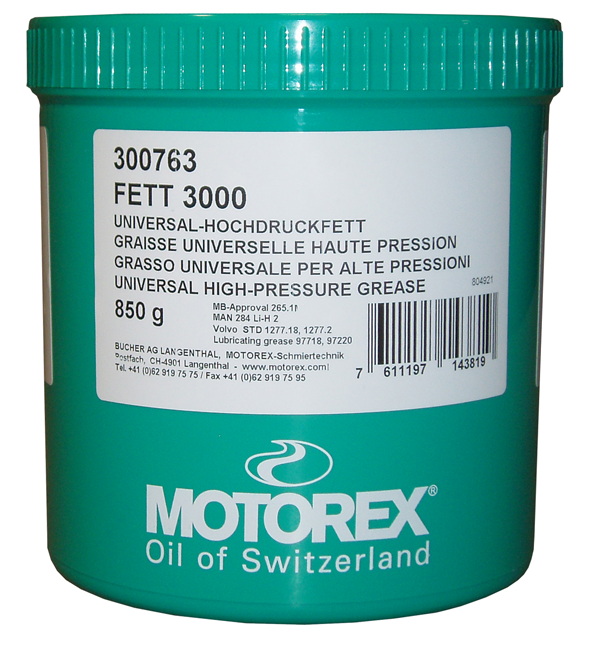 300763
FETT 3000
UNIVERSAL-HOCHDRUCKFETT
GRAISSE UNIVERSELLE HAUTE PRESSION
GRASSO UNIVERSALE PER ALTE PRESSIONI
UNIVERSAL HIGH-PRESSURE GREASE
804921
850 g
MB-Approval 265.1
MAN 284 Li-H 2
Volvo STD 1277.18, 1277.2
Lubricating grease 97718, 97220
BUCHER AG LANGENTHAL, MOTOREX-Schmiertechnik
Postfach, CH-4901 Langenthal - www.motorex.com
Tel. +41 (0)62 919 75 75 / Fax +41 (0)62 919 75 95
7 611197 143819
MOTOREX®
Oil of Switzerland